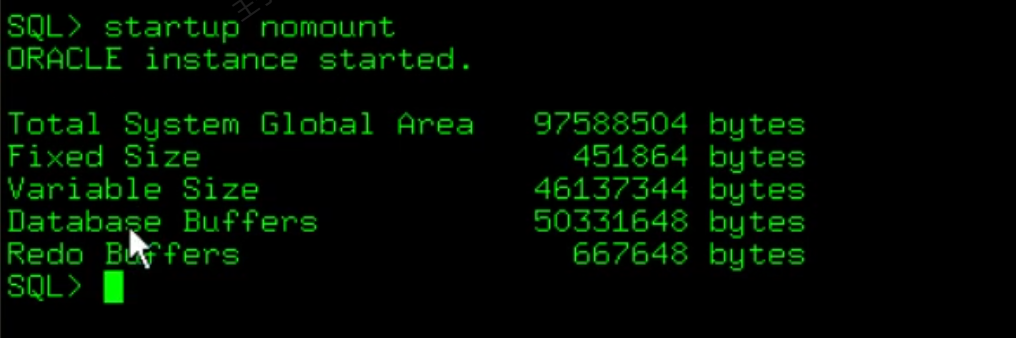 SQL> startup nomount
ORACLE instance started.
Total System Global Area 97588504 bytes
Fixed Size 451864 bytes
Variable Size 46137344 bytes
Database Buffers 50331648 bytes
Redo Buffers 667648 bytes
SQL>